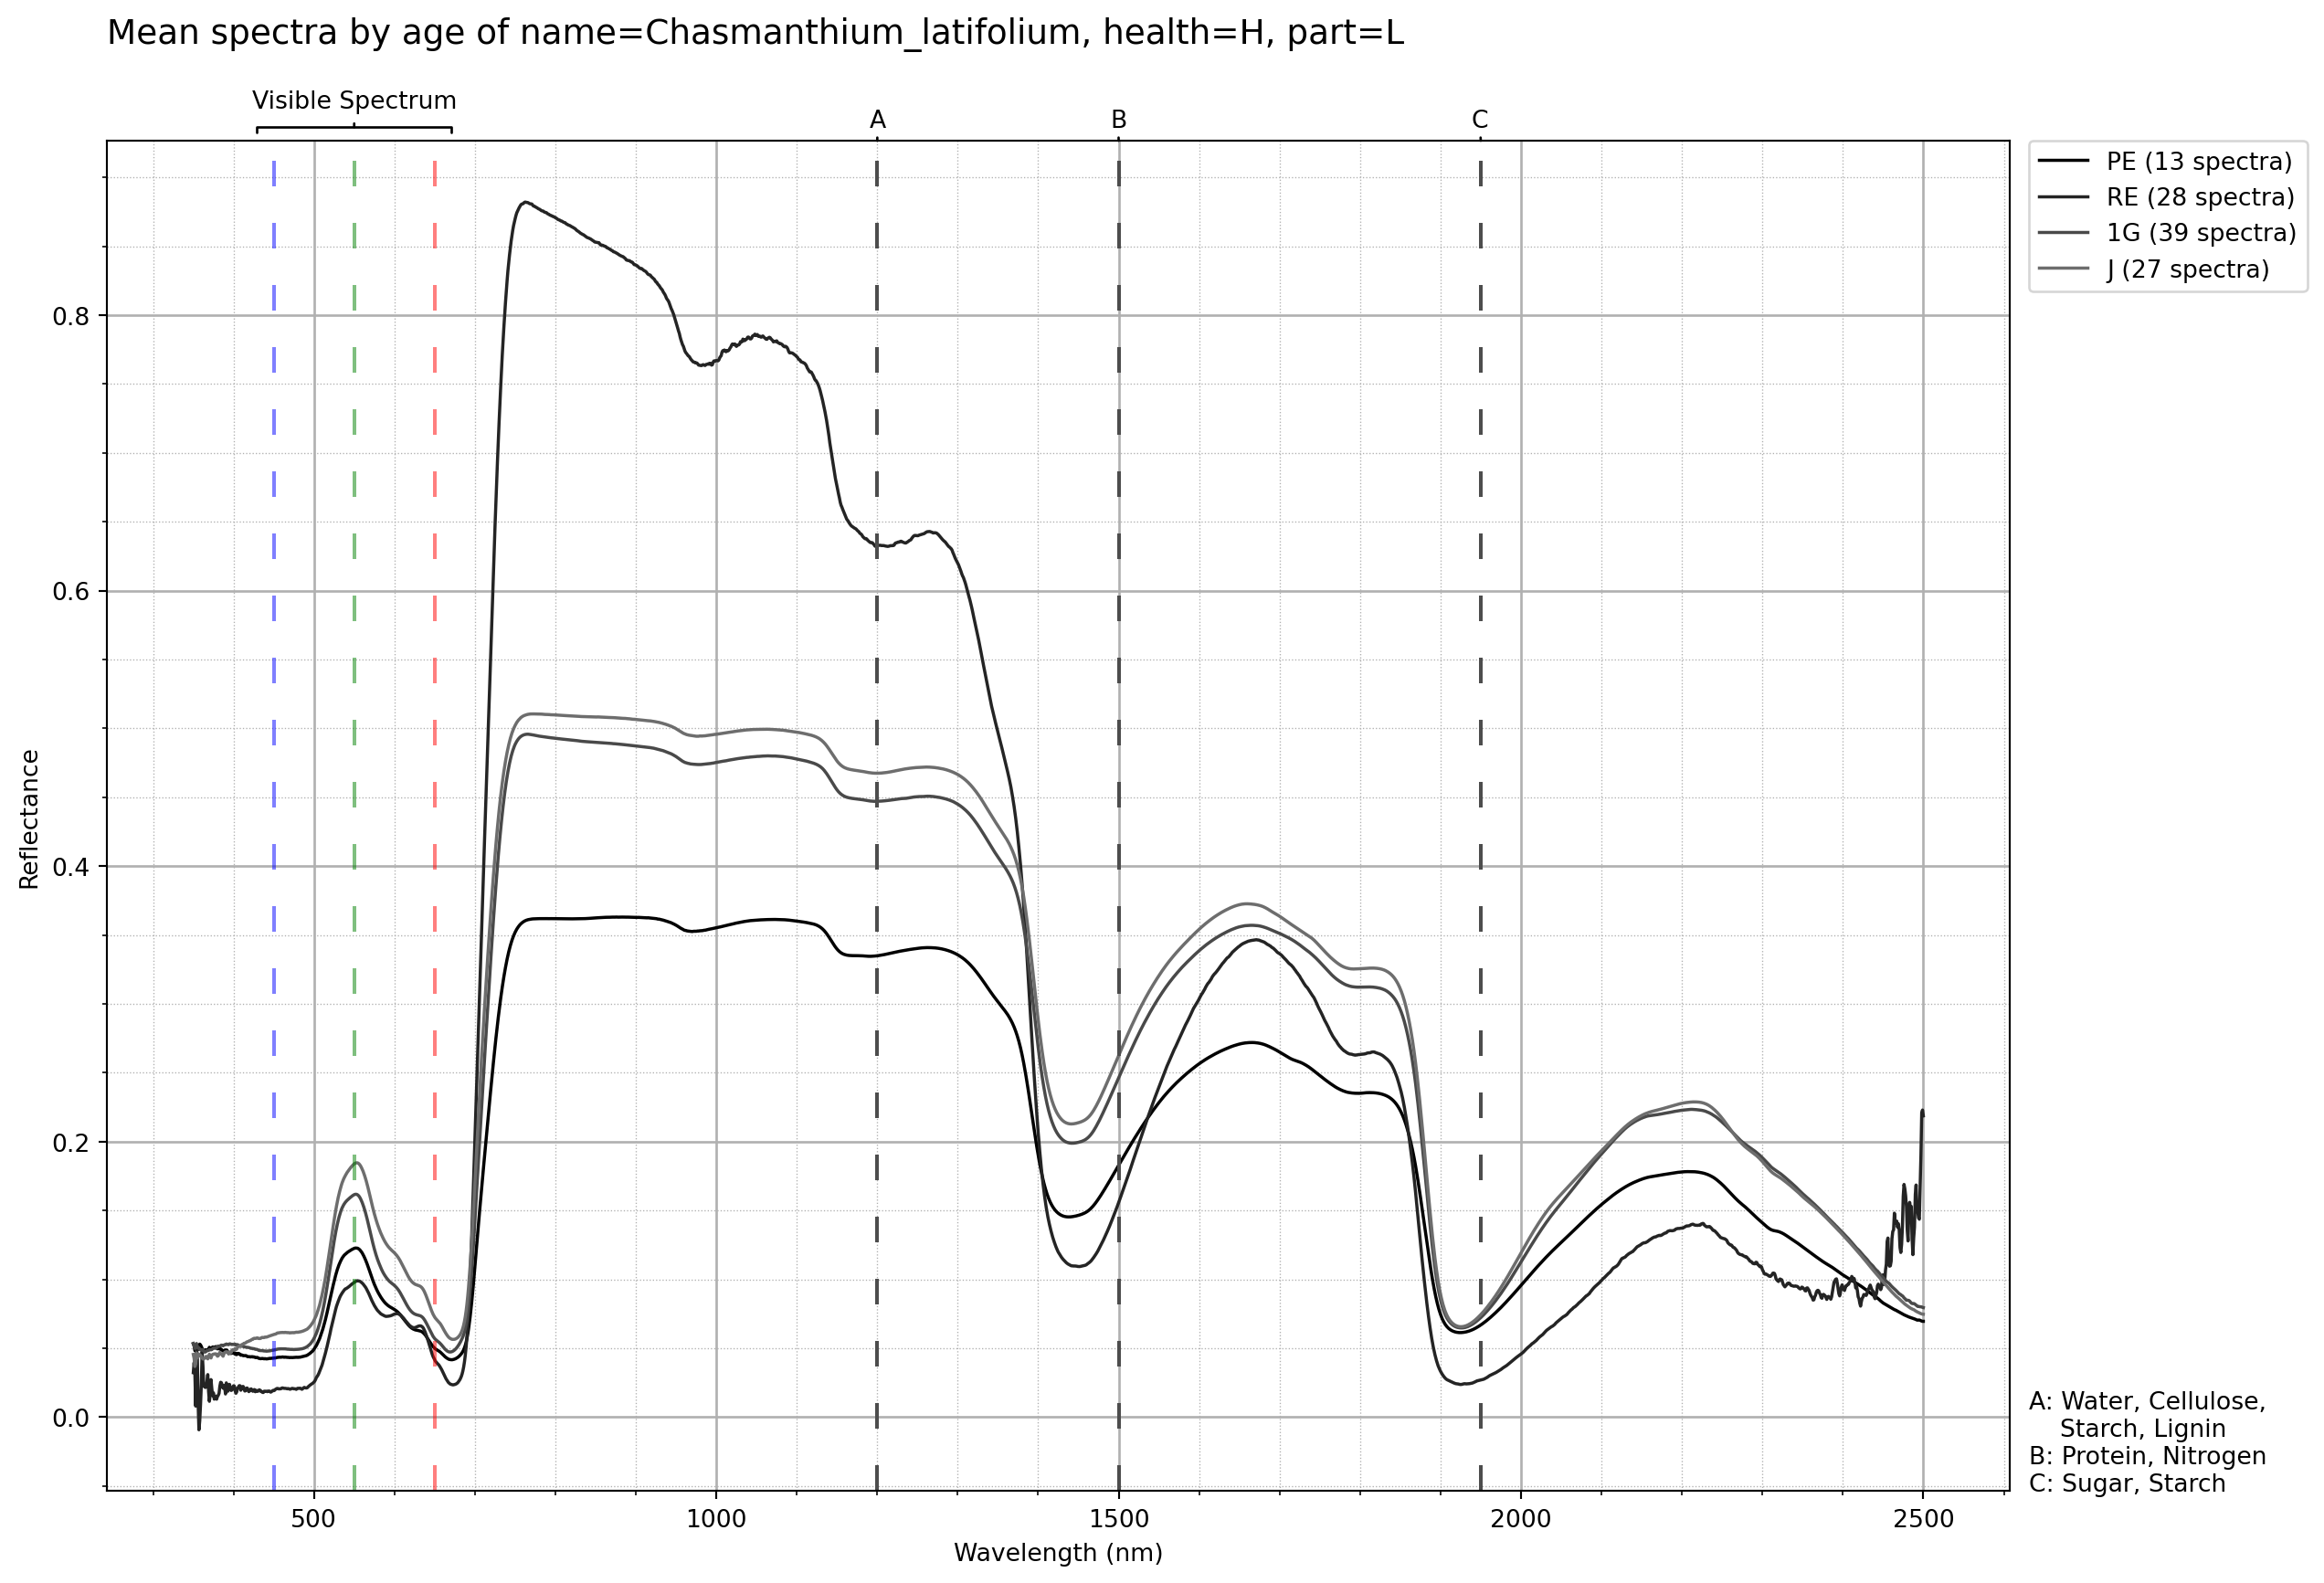 Mean spectra by age of name=Chasmanthium_latifolium, health=H, part=L
Visible Spectrum
A
B
C
PE (13 spectra)
RE (28 spectra)
1G (39 spectra)
J (27 spectra)
0.8
0.6
0.4
0.2
0.0
Reflectance
500
1000
1500
2000
2500
Wavelength (nm)
A: Water, Cellulose,
Starch, Lignin
B: Protein, Nitrogen
C: Sugar, Starch